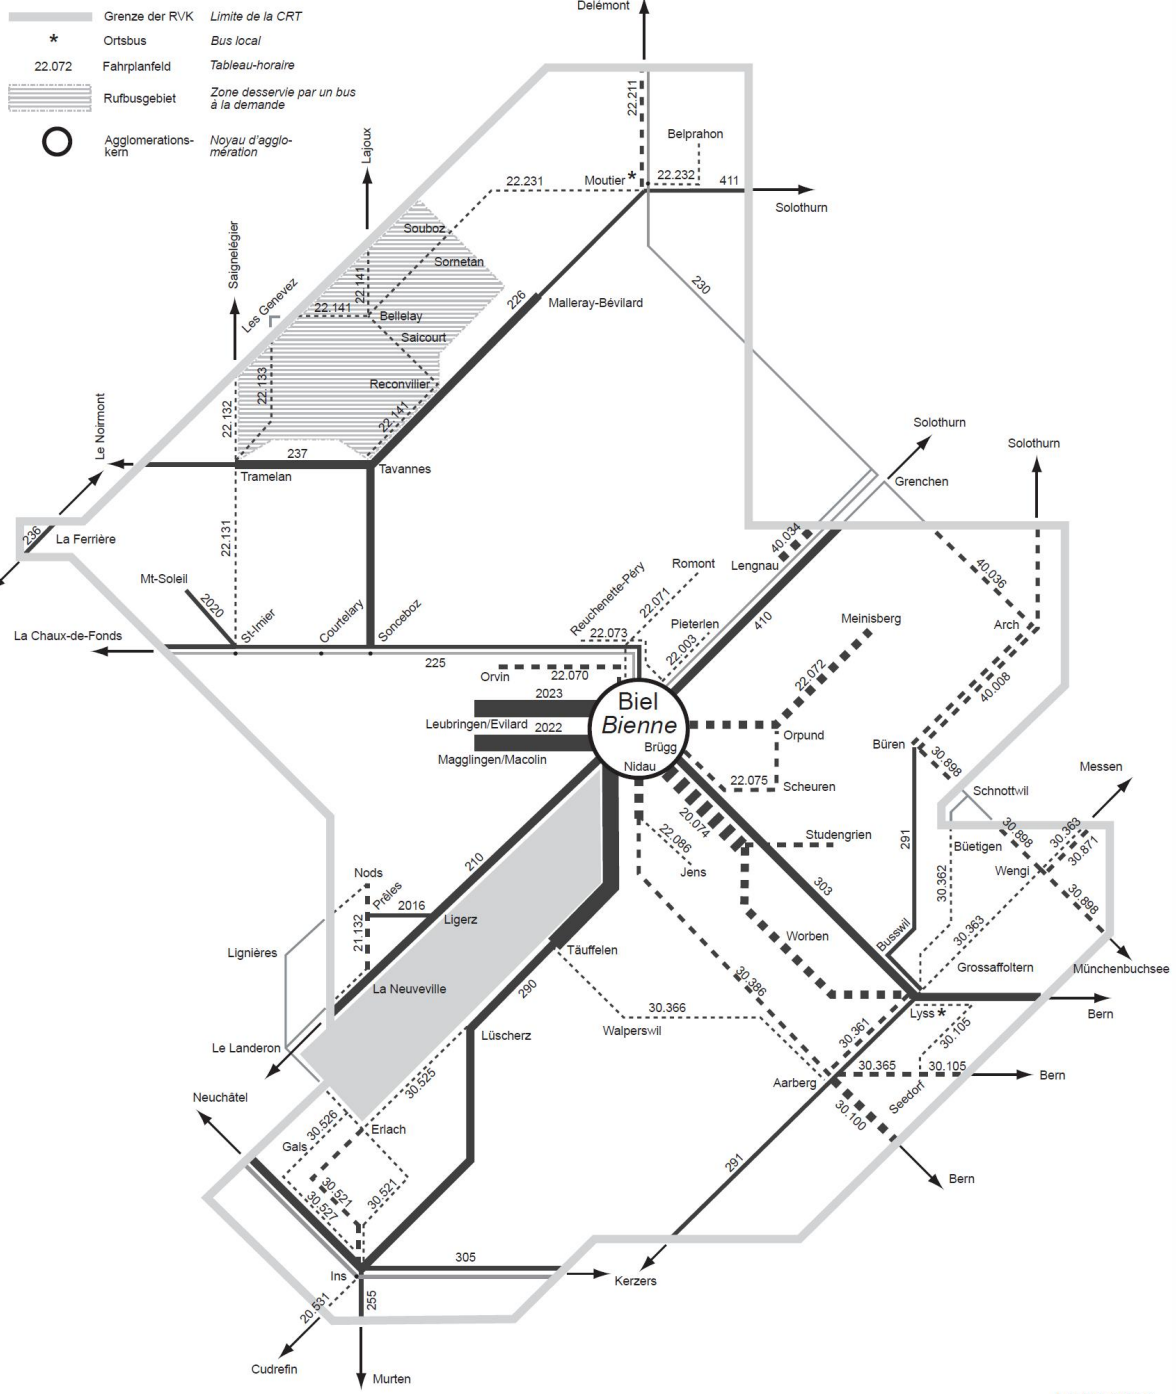 Delémont
Grenze der RVK Limite de la CRT
* Ortsbus Bus local
22.072 Fahrplanfeld Tableau-horaire
Rufbusgebiet Zone desservie par un bus
à la demande
Agglomerations-
kern
Noyau d'agglo-
mération
22.211
Belprahon
Lajoux
22.231
Moutier *
22.232
411
Solothurn
Saignelégier
Souboz
Sornetan
22.141
230
Les Genevez
22.141
Bellelay
226
Malleray-Bévilard
Saicourt
22.133
Reconvilier
22.132
22.141
Le Noirmont
237
Tramelan
Tavannes
Solothurn
Solothurn
Grenchen
236
La Ferrière
22.131
40.034
Lengnau
40.036
Mt-Soleil
2020
Reuchenette-Péry
Romont
22.071
Pieterlen
410
Meinisberg
Arch
La Chaux-de-Fonds
St-Imier
Courtelary
Sonceboz
22.073
22.003
225
Orvin
22.070
22.072
40.008
2023
Leubringen/Evilard
2022
Magglingen/Macolin
Biel
Bienne
Brügg
Nidau
Orpund
Büren
30.898
22.075
Scheuren
Schnottwil
Messen
20.074
Studengrien
22.086
Jens
291
Büetigen
30.898
30.363
30.871
Wengi
210
303
30.362
30.898
Nods
Prêles
2016
Ligerz
21.132
Lignières
La Neuveville
Täuffelen
Worben
Busswil
30.363
Grossaffoltern
Münchenbuchsee
290
30.386
30.366
Walperswil
Lyss *
Bern
Le Landeron
Lüscherz
30.361
30.105
30.365
30.105
Bern
Aarberg
Seedorf
30.100
Neuchâtel
30.525
30.526
Erlach
Gals
30.521
30.527
30.521
291
Bern
Ins
305
Kerzers
20.531
255
Cudrefin
Murten